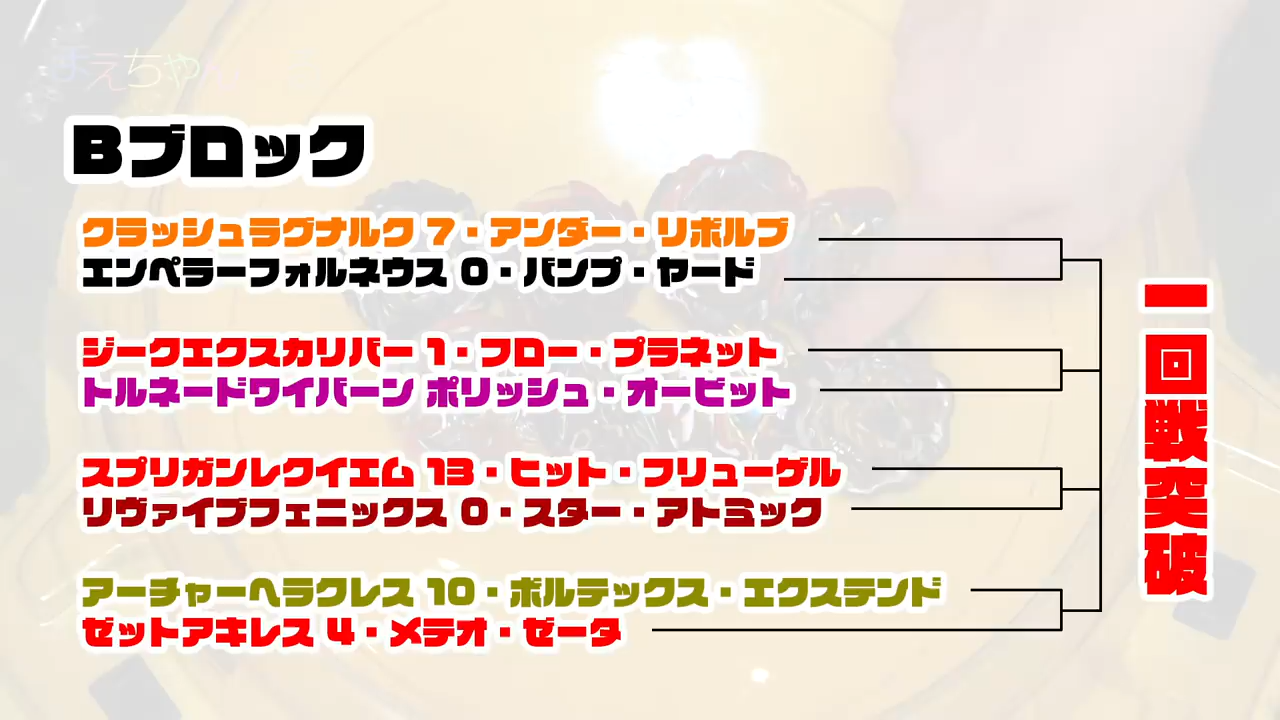 Bブロック
クラッシュラグナルク 7・アンダー・リボルブ
エンペラーフォルネウス 0・バンプ・ヤード
ジークエクスカリバー 1・フロー・プラネット
トルネードワイバーン ポリッシュ・オービット
スプリガンレクイエム 13・ヒット・フリューゲル
リヴァイブフェニックス 0・スター・アトミック
アーチャーヘラクレス 10・ボルテックス・エクステンド
ゼットアキレス 4・メテオ・ゼータ
一回戦突破